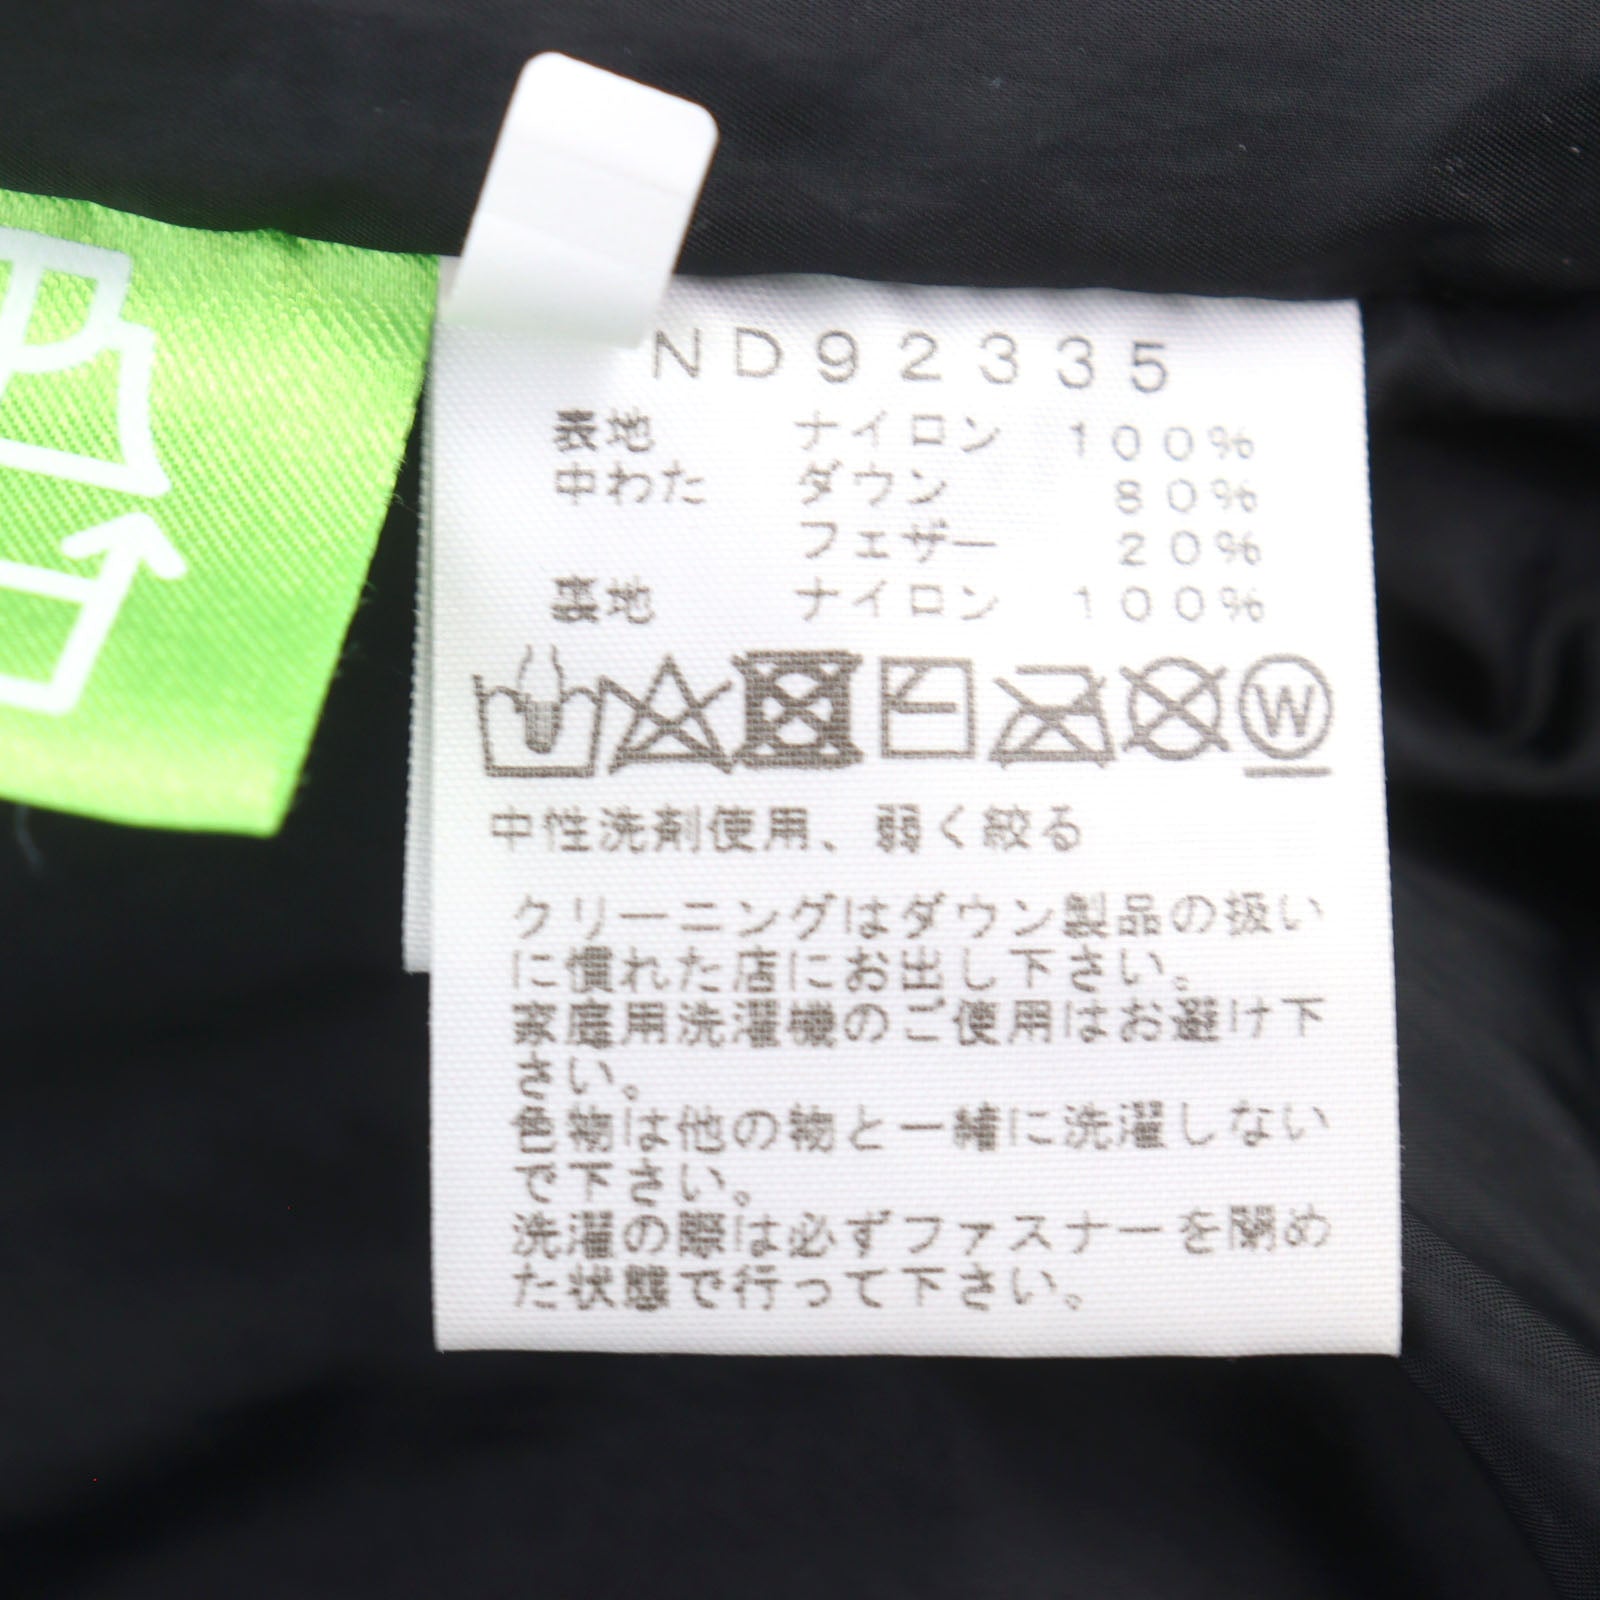 ND92335
表地 ナイロン 100%
中わた ダウン 80%
フェザー 20%
裏地 ナイロン 100%
W
中性洗剤使用、弱く絞る
クリーニングはダウン製品の扱い
に慣れた店にお出し下さい。
家庭用洗濯機のご使用はお避け下
さい。
色物は他の物と一緒に洗濯しない
で下さい。
洗濯の際は必ずファスナーを閉め
た状態で行って下さい。